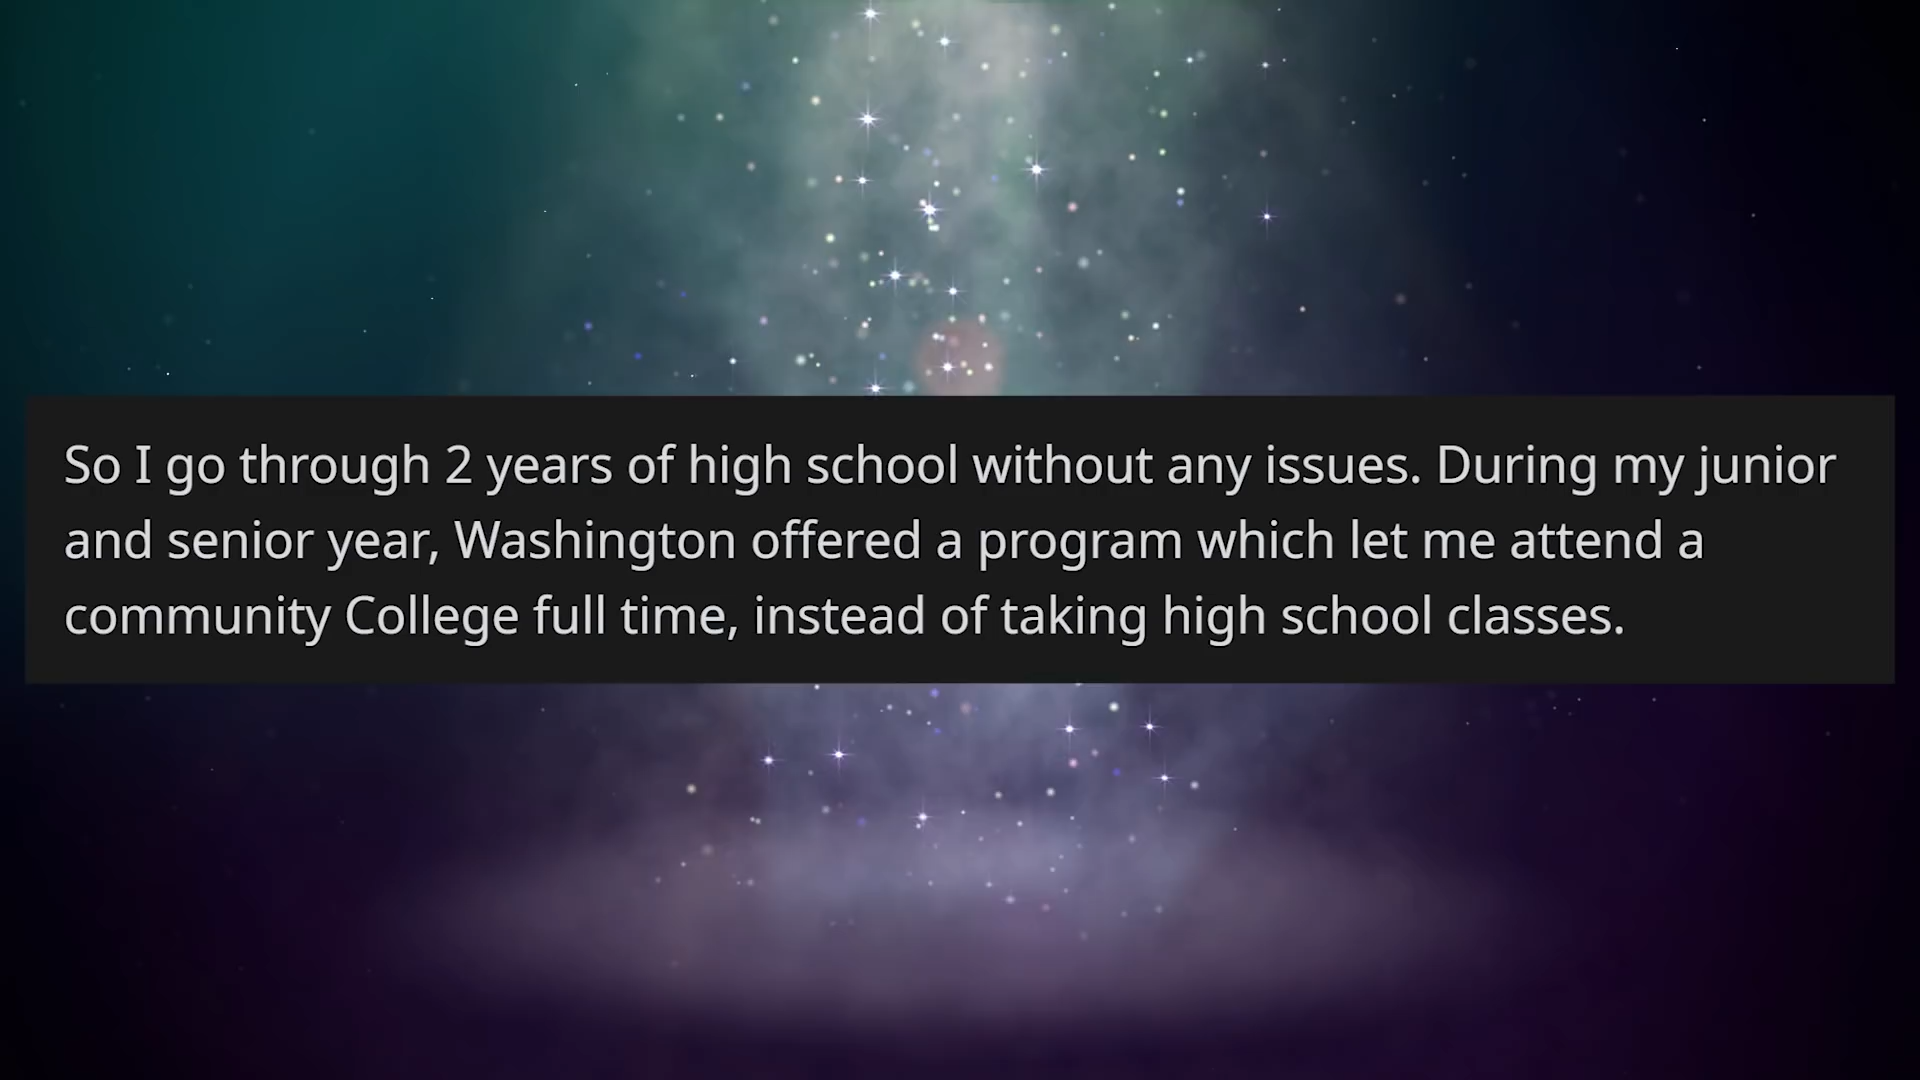 So I go through 2 years of high school without any issues. During my junior
and senior year, Washington offered a program which let me attend a
community College full time, instead of taking high school classes.